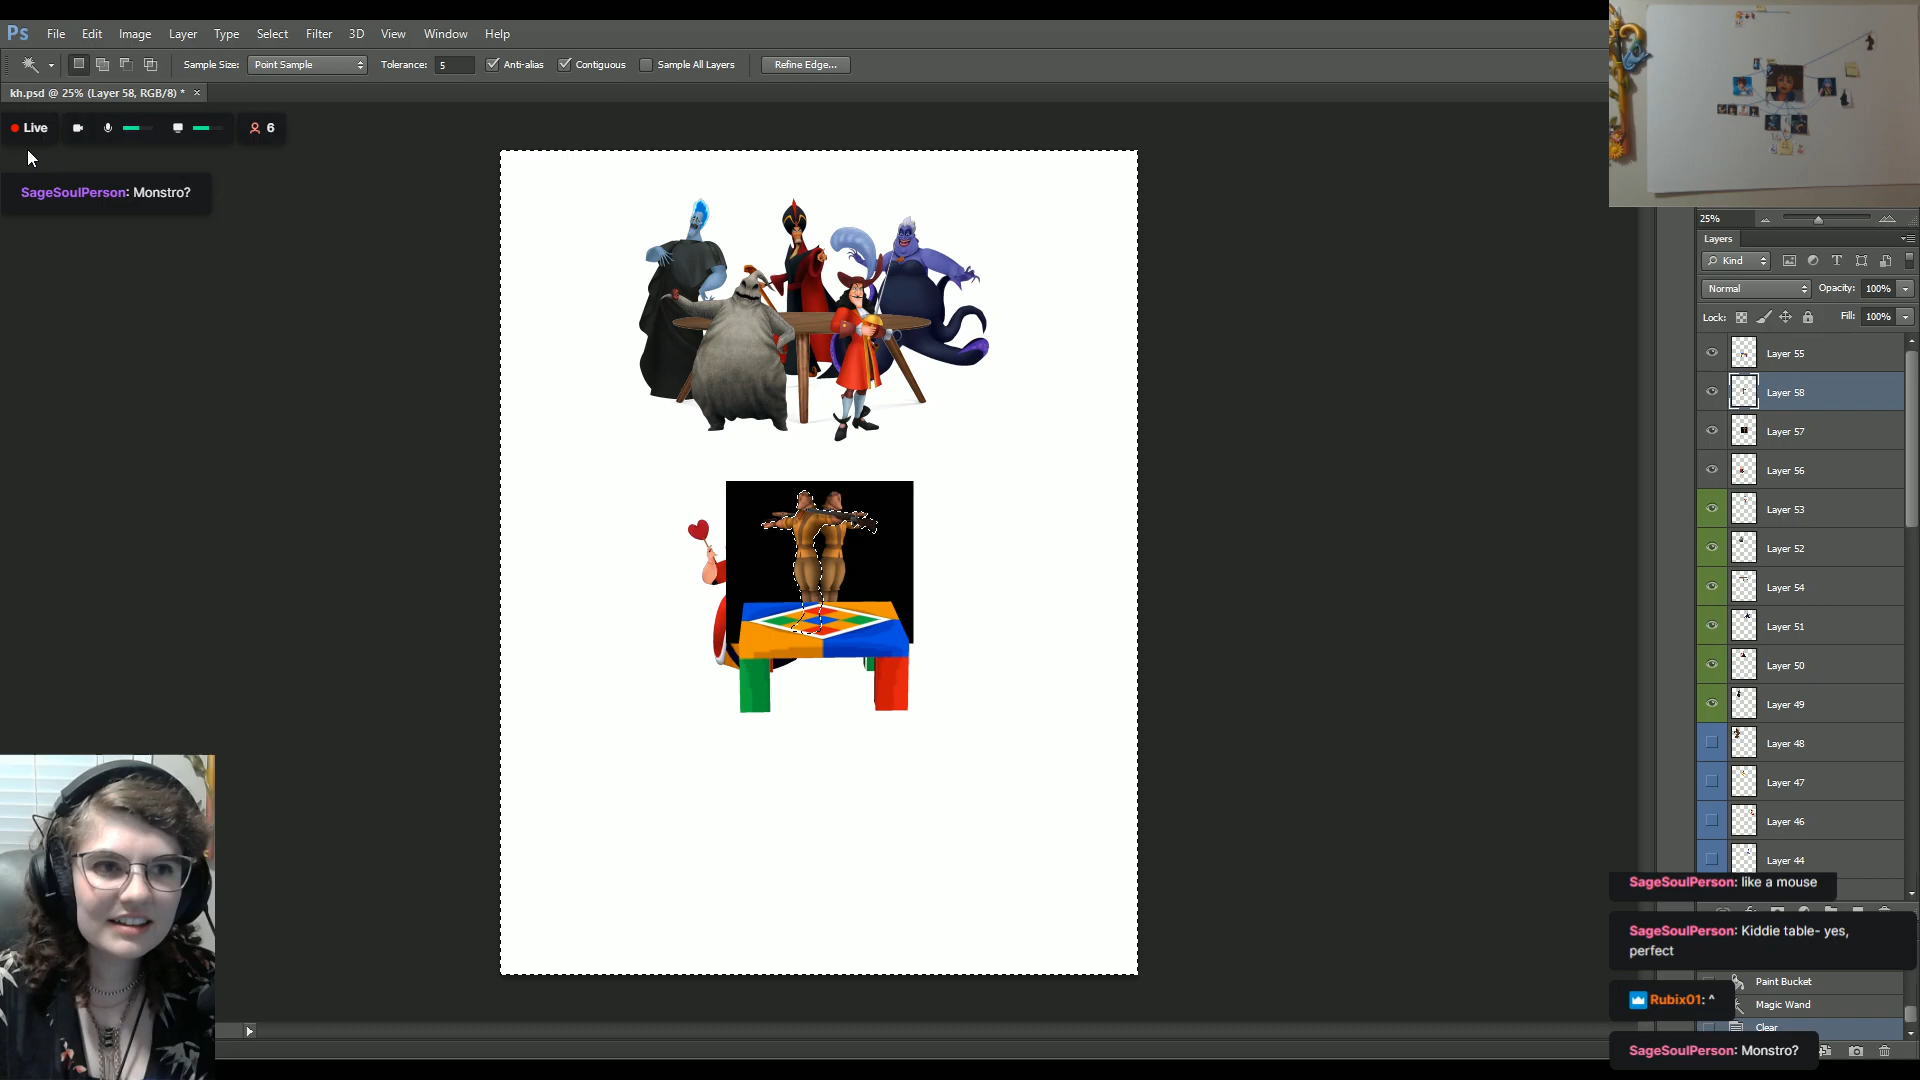 Ps File Edit Image Layer Type Select Filter 3D View Window Help
Sample Size: Point Sample Tolerance: 5 Anti-alias Contiguous Sample All Layers Refine Edge...
kh.psd @ 25% (Layer 58, RGB/8) * ×
Live 6
SageSoulPerson: Monstro?
25%
Layers
Kind
Normal Opacity: 100%
Lock: Fill: 100%
Layer 55
Layer 58
Layer 57
Layer 56
Layer 53
Layer 52
Layer 54
Layer 51
Layer 50
Layer 49
Layer 48
Layer 47
Layer 46
Layer 44
SageSoulPerson: like a mouse
SageSoulPerson: Kiddie table- yes,
perfect
Paint Bucket
Rubix01: ^
Magic Wand
Clear
SageSoulPerson: Monstro?